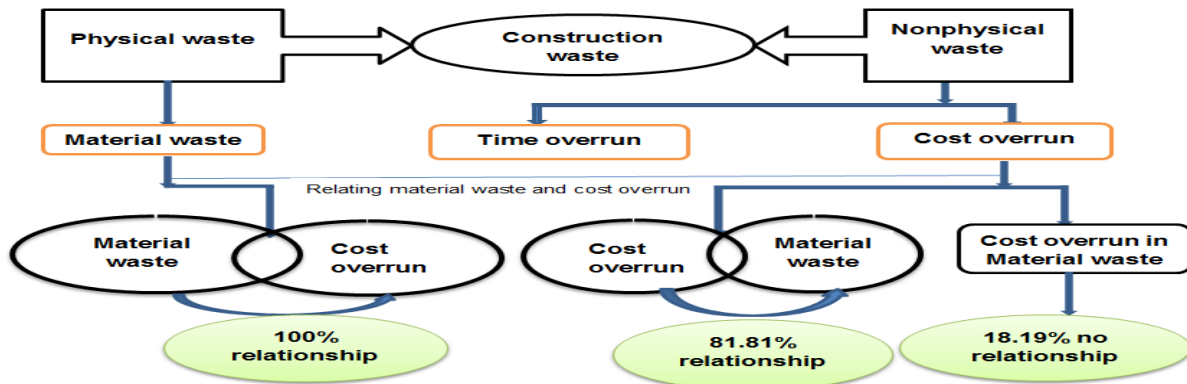 Physical waste
Construction
waste
Nonphysical
waste
Material waste
Time overrun
Cost overrun
Relating material waste and cost overrun
Material
waste
Cost
overrun
Cost
overrun
Material
waste
Cost overrun in
Material waste
100%
relationship
81.81%
relationship
18.19% no
relationship